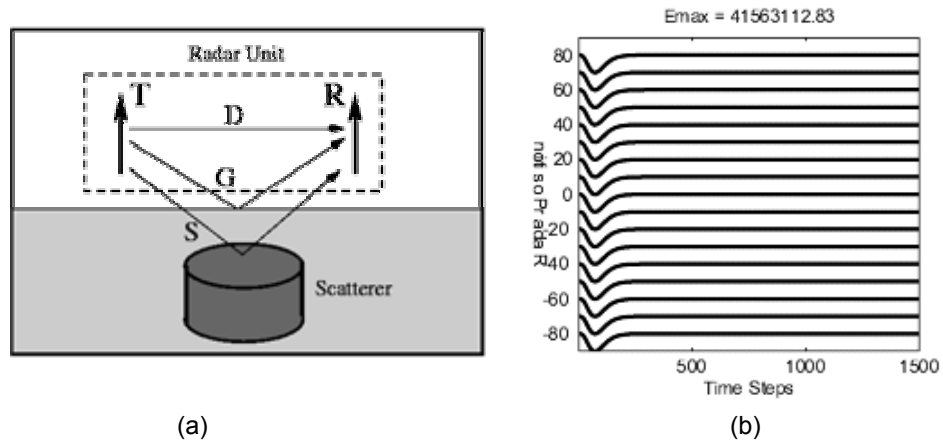 Emax = 41563112.83
Radar Unit
T
R
D
G
S
Scatterer
80
60
40
20
0
-20
-40
-60
-80
500
1000
1500
Time Steps
(a)
(b)